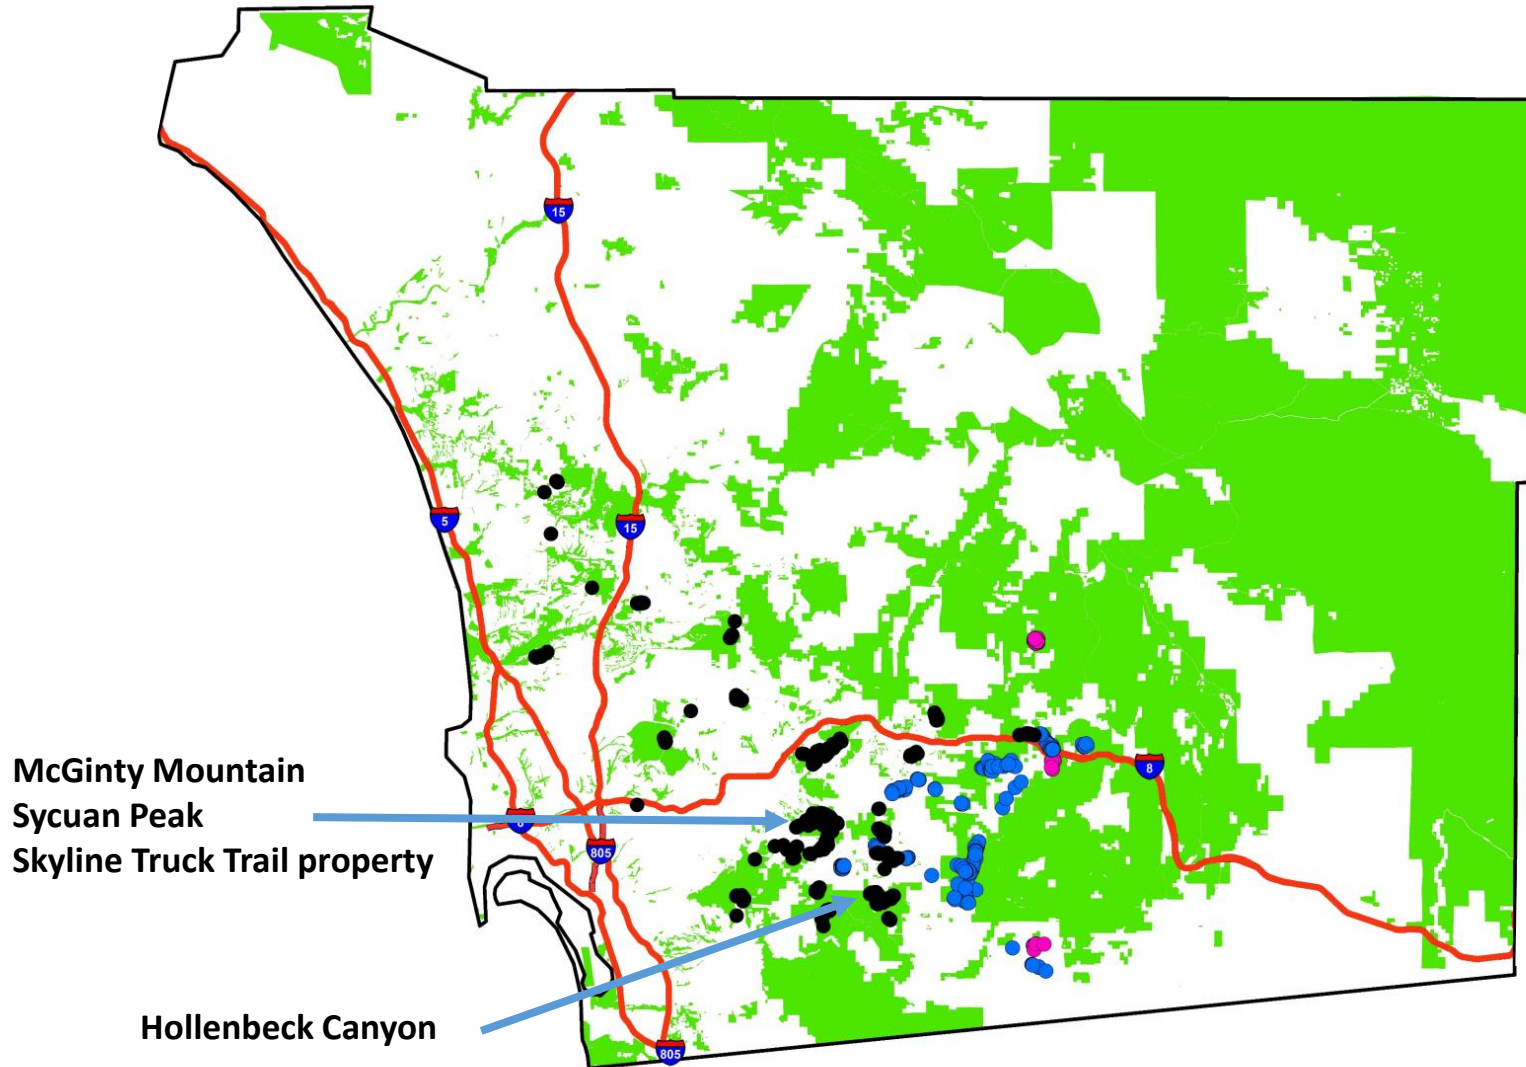 15
5
15
McGinty Mountain
Sycuan Peak
Skyline Truck Trail property
8
8
805
Hollenbeck Canyon
805